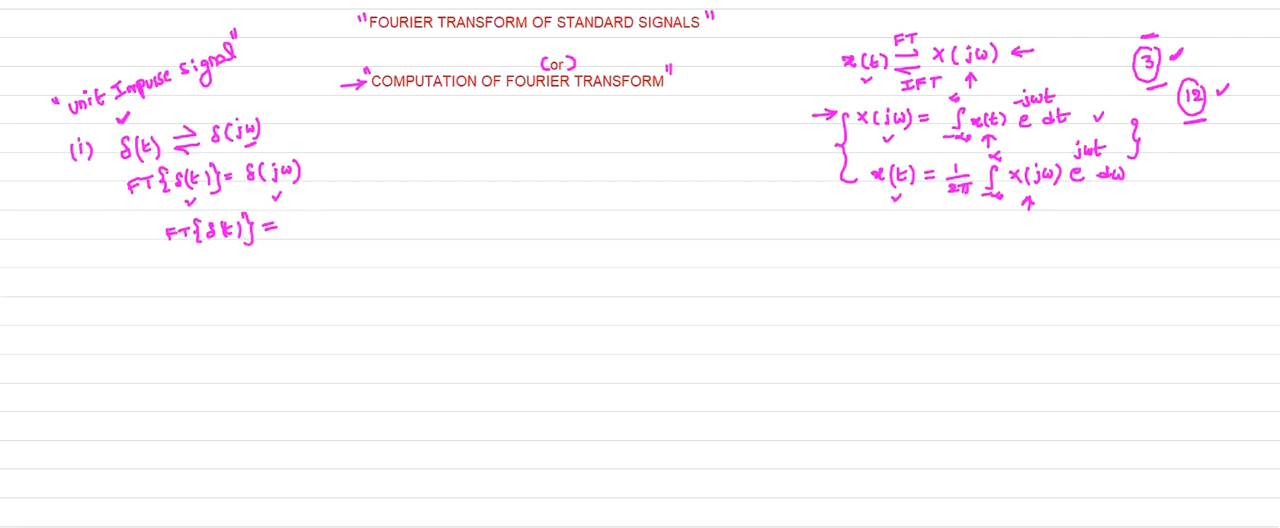 "FOURIER TRANSFORM OF STANDARD SIGNALS"
(or)
→ "COMPUTATION OF FOURIER TRANSFORM"
"unit Impulse signal"
(i) δ(t) ⇌ δ(jω)
FT{δ(t)} = δ(jω)
FT{δ(t)} =
x(t) FT ⇌ IFT X(jω) ←
→ X(jω) = ∫_{-∞}^{∞} x(t) e^{-jωt} dt
x(t) = 1/2π ∫_{-∞}^{∞} X(jω) e^{jωt} dω
3
12